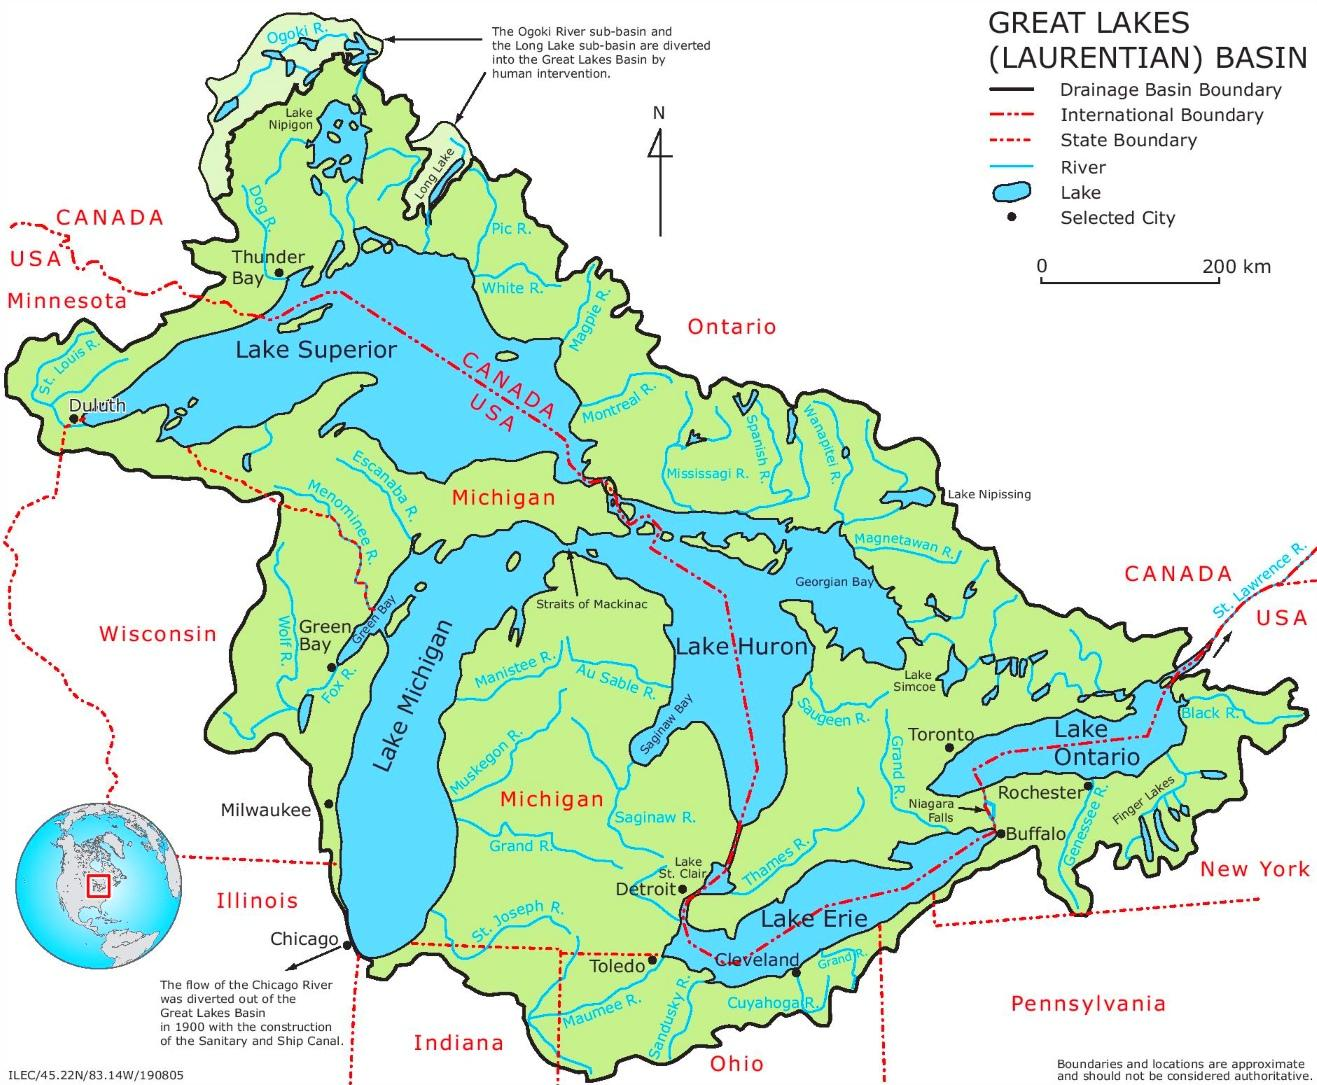 GREAT LAKES
(LAURENTIAN) BASIN
Drainage Basin Boundary
International Boundary
State Boundary
River
Lake
Selected City
0 200 km
N
The Ogoki River sub-basin and
the Long Lake sub-basin are diverted
into the Great Lakes Basin by
human intervention.
Ogoki R.
Lake
Nipigon
Long Lake
Dog R.
Pic R.
White R.
Magpie R.
CANADA
USA
Minnesota
Thunder
Bay
Ontario
St. Louis R.
Duluth
Lake Superior
CANADA
USA
Montreal R.
Mississagi R.
Spanish R.
Wanapitei R.
Lake Nipissing
Magnetawan R.
Escanaba R.
Menominee R.
Michigan
Georgian Bay
Straits of Mackinac
CANADA
St. Lawrence R.
USA
Wisconsin
Wolf R.
Green
Bay
Green Bay
Fox R.
Lake Michigan
Manistee R.
Au Sable R.
Lake Huron
Saginaw Bay
Lake
Simcoe
Saugeen R.
Grand R.
Toronto
Lake
Ontario
Black R.
Muskegon R.
Michigan
Saginaw R.
Grand R.
Milwaukee
Niagara
Falls
Rochester
Genessee R.
Finger Lakes
Buffalo
New York
Lake
St. Clair
Thames R.
Detroit
Lake Erie
Illinois
Chicago
St. Joseph R.
Toledo
Cleveland
Grand R.
Cuyahoga R.
Sandusky R.
Maumee R.
Pennsylvania
Indiana
Ohio
The flow of the Chicago River
was diverted out of the
Great Lakes Basin
in 1900 with the construction
of the Sanitary and Ship Canal.
ILEC/45.22N/83.14W/190805
Boundaries and locations are approximate
and should not be considered authoritative.